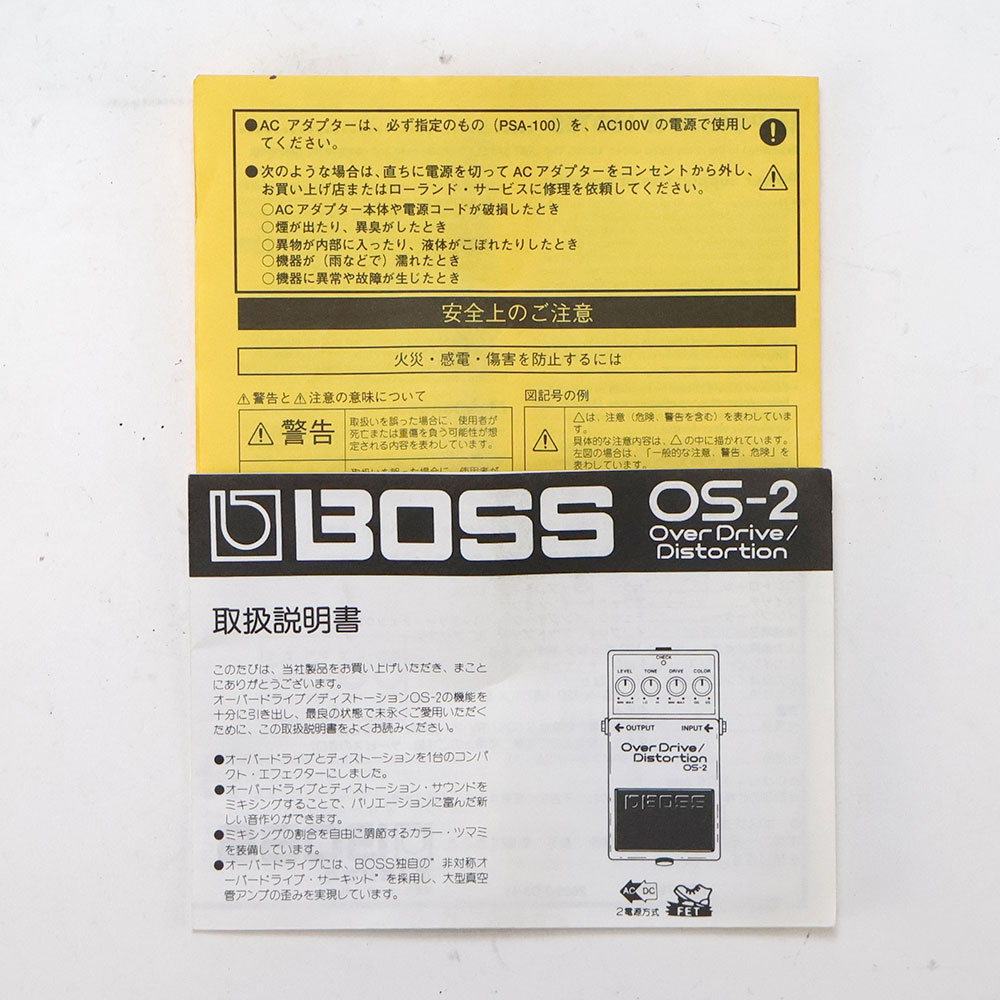 ●AC アダプターは、必ず指定のもの（PSA-100）を、AC100V の電源で使用し
てください。
●次のような場合は、直ちに電源を切って AC アダプターをコンセントから外し、
お買い上げ店またはローランド・サービスに修理を依頼してください。
○AC アダプター本体や電源コードが破損したとき
○煙が出たり、異臭がしたとき
○異物が内部に入ったり、液体がこぼれたりしたとき
○機器が（雨などで）濡れたとき
○機器に異常や故障が生じたとき
安全上のご注意
火災・感電・傷害を防止するには
⚠警告と⚠注意の意味について
警告
取扱いを誤った場合に、使用者が
死亡または重傷を負う可能性が想
定される内容を表わしています。
取扱いを誤った場合に、使用者が
図記号の例
△は、注意（危険、警告を含む）を表わしていま
す。
具体的な注意内容は、△の中に描かれています。
左図の場合は、「一般的な注意、警告、危険」を
表わしています。
BOSS
OS-2
Over Drive/
Distortion
取扱説明書
このたびは、当社製品をお買い上げいただき、まこと
にありがとうございます。
オーバードライブ/ディストーションOS-2の機能を
十分に引き出し、最良の状態で末永くご愛用いただく
ために、この取扱説明書をよくお読みください。
●オーバードライブとディストーションを1台のコンパ
クト・エフェクターにしました。
●オーバードライブとディストーション・サウンドを
ミキシングすることで、バリエーションに富んだ新し
い音作りができます。
●ミキシングの割合を自由に調節するカラー・ツマミ
を装備しています。
●オーバードライブには、BOSS独自の"非対称オ
ーバードライブ・サーキット"を採用し、大型真空
管アンプの歪みを実現しています。
CHECK
LEVEL TONE DRIVE COLOR
MIN MAX LO HI MIN MAX OD DS
OUTPUT INPUT
Over Drive/
Distortion
OS-2
BOSS
AC DC
2電源方式
FET